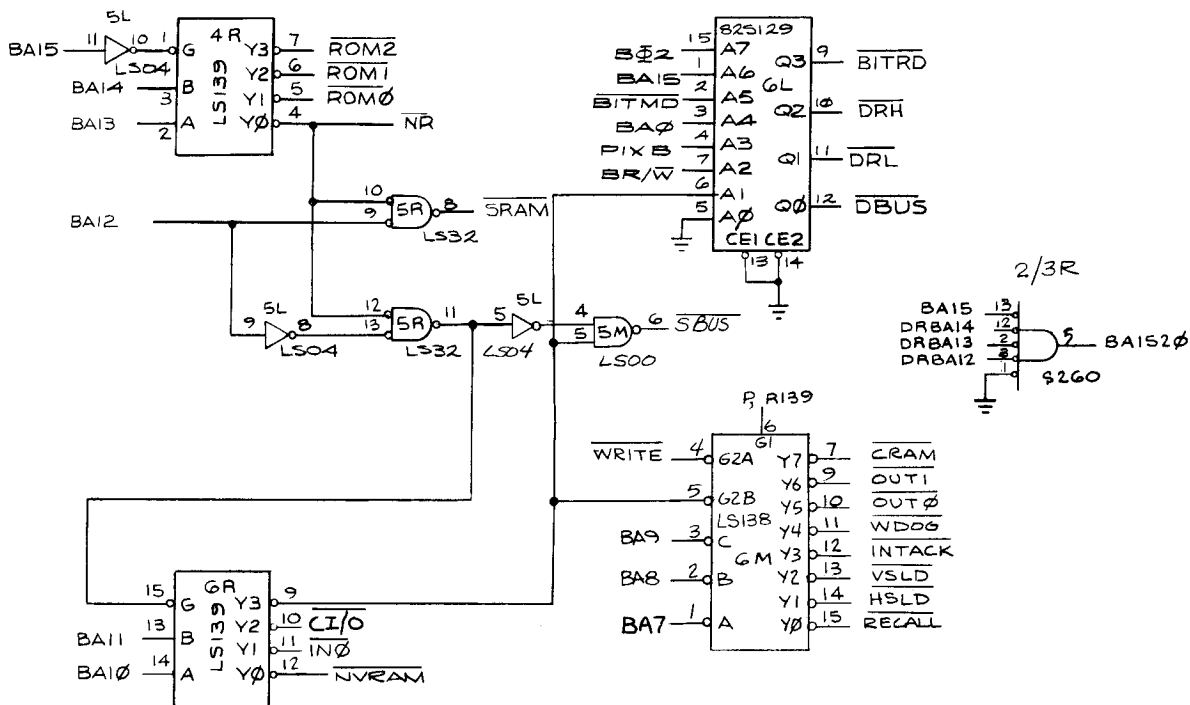 5L
BA15 11 10 1 G 4R Y3 7 ROM2
LS04
LS139
Y2 6 ROM1
BA14 3 B Y1 5 ROMØ
BA13 2 A YØ 4 NR
BA12
10 9 5R 8 SRAM
LS32
9 5L 8
LS04
12 13 5R 11
LS32
5 5L
LS04
4 5 5M 6 SBUS
LS00
82S129
6L
BΦ2 15 A7
BA15 1 A6
BITMD 2 A5
BAØ 3 A4
PIXB 4 A3
BR/W 7 A2
6 A1
5 AØ
Q3 9 BITRD
Q2 10 DRH
Q1 11 DRL
QØ 12 DBUS
CE1 CE2
13 14
2/3R
BA15 13
DRBA14 12
DRBA13 2
DRBA12 3
1
5 BA152Ø
S260
P, R139
6
G1
WRITE 4 G2A
5 G2B
LS138
6M
BA9 3 C
BA8 2 B
BA7 1 A
Y7 7 CRAM
Y6 9 OUT1
Y5 10 OUTØ
Y4 11 WDOG
Y3 12 INTACK
Y2 13 VSLD
Y1 14 HSLD
YØ 15 RECALL
15 G 6R Y3 9
LS139
Y2 10 CI/O
BA11 13 B Y1 11 INØ
BA1Ø 14 A YØ 12 NVRAM